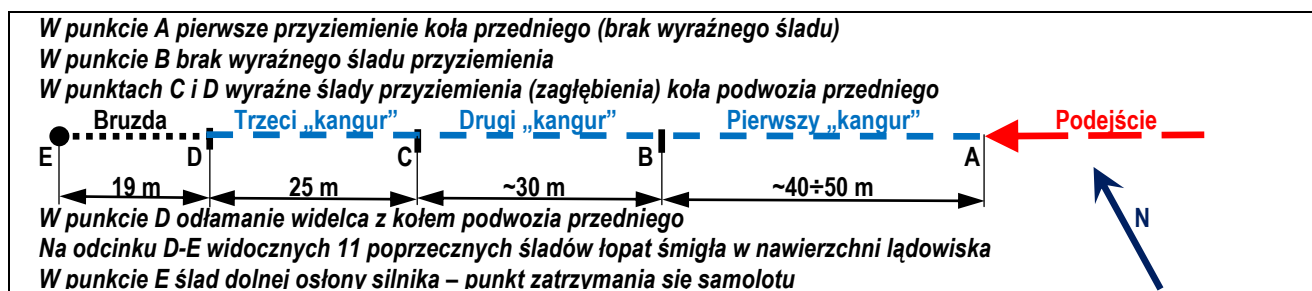 W punkcie A pierwsze przyziemienie koła przedniego (brak wyraźnego śladu)
W punkcie B brak wyraźnego śladu przyziemienia
W punktach C i D wyraźne ślady przyziemienia (zagłębienia) koła podwozia przedniego
Bruzda Trzeci „kangur” Drugi „kangur” Pierwszy „kangur” Podejście
E D C B A
19 m 25 m ~30 m ~40÷50 m N
W punkcie D odłamanie widelca z kołem podwozia przedniego
Na odcinku D-E widocznych 11 poprzecznych śladów łopat śmigła w nawierzchni lądowiska
W punkcie E ślad dolnej osłony silnika – punkt zatrzymania się samolotu